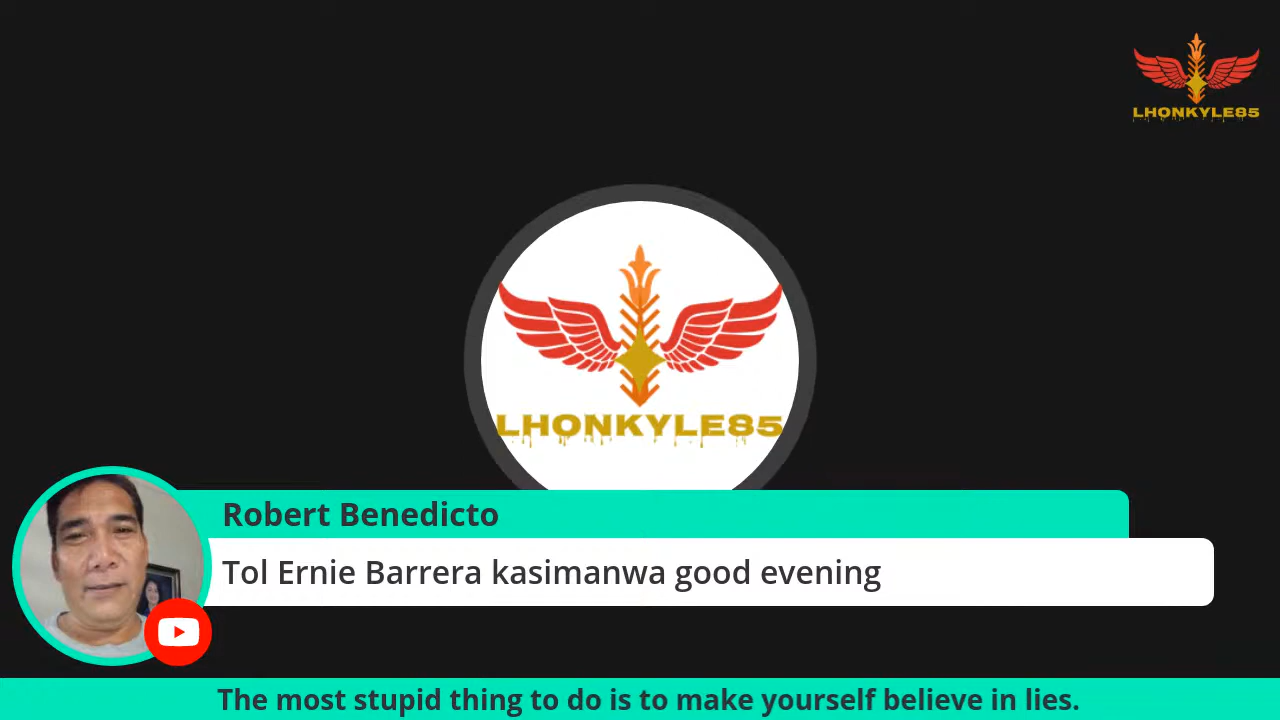 LHONKYLE85
LHONKYLE85
Robert Benedicto
Tol Ernie Barrera kasimanwa good evening
The most stupid thing to do is to make yourself believe in lies.